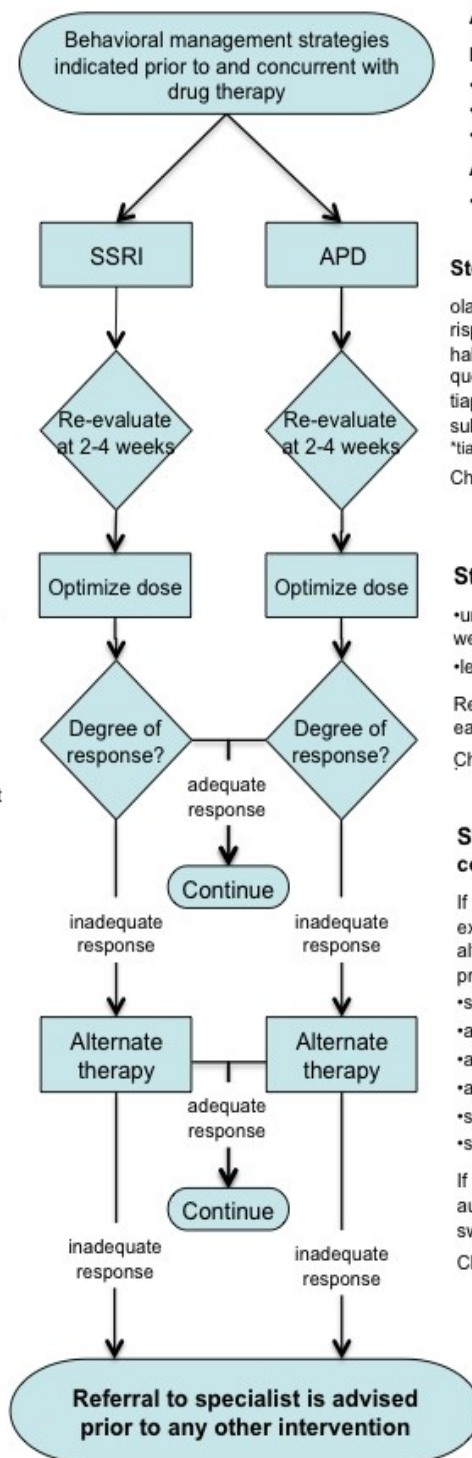 Behavioral management strategies
indicated prior to and concurrent with
drug therapy
SSRI
APD
Re-evaluate
at 2-4 weeks
Re-evaluate
at 2-4 weeks
Optimize dose
Optimize dose
Degree of
response?
Degree of
response?
adequate
response
Continue
inadequate
response
inadequate
response
Alternate
therapy
Alternate
therapy
adequate
response
Continue
inadequate
response
inadequate
response
Referral to specialist is advised
prior to any other intervention
If
If